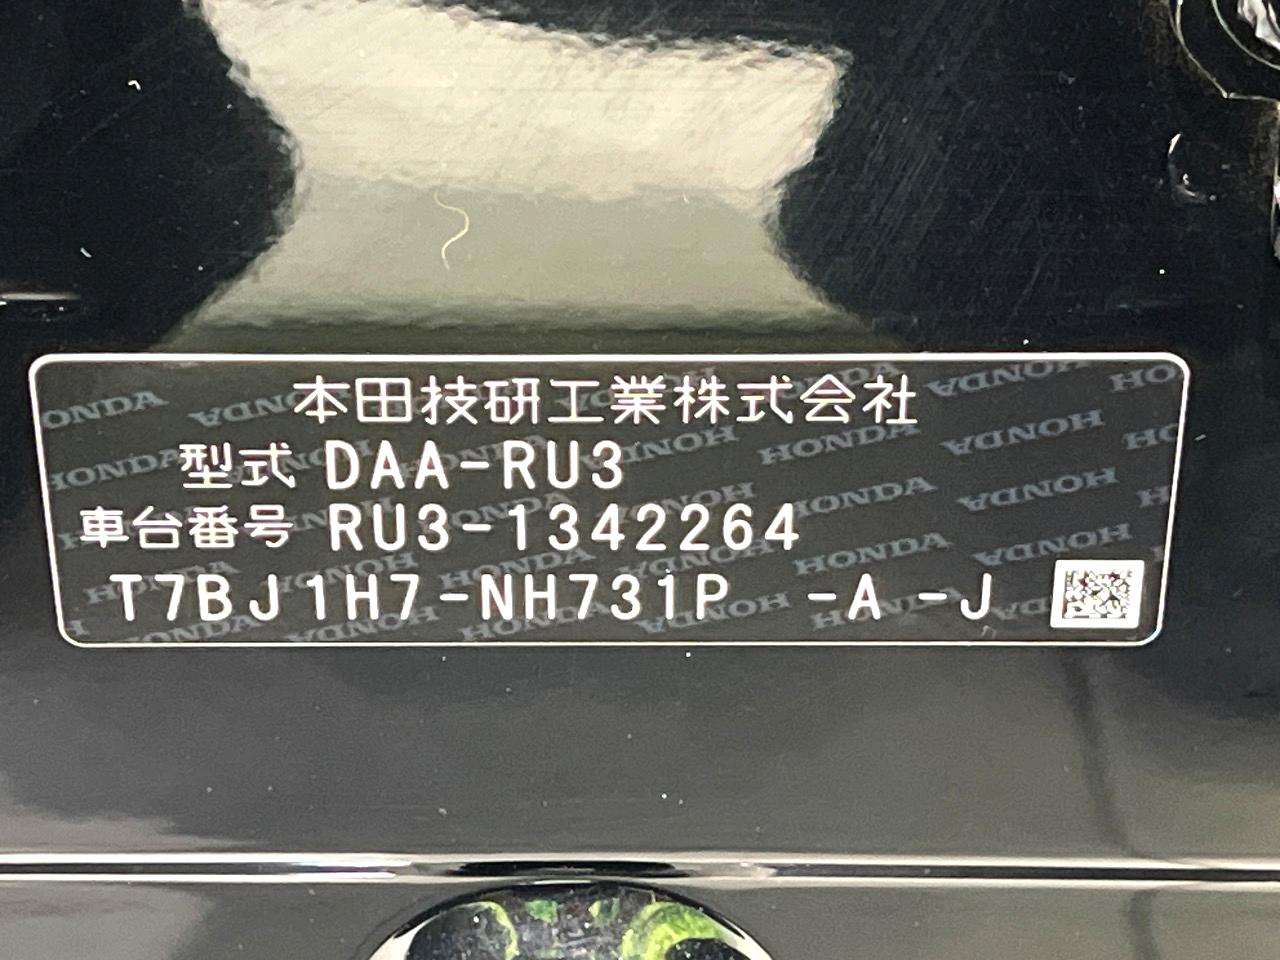 本田技研工業株式会社
型式 DAA-RU3
車台番号 RU3-1342264
T7BJ1H7-NH731P -A -J